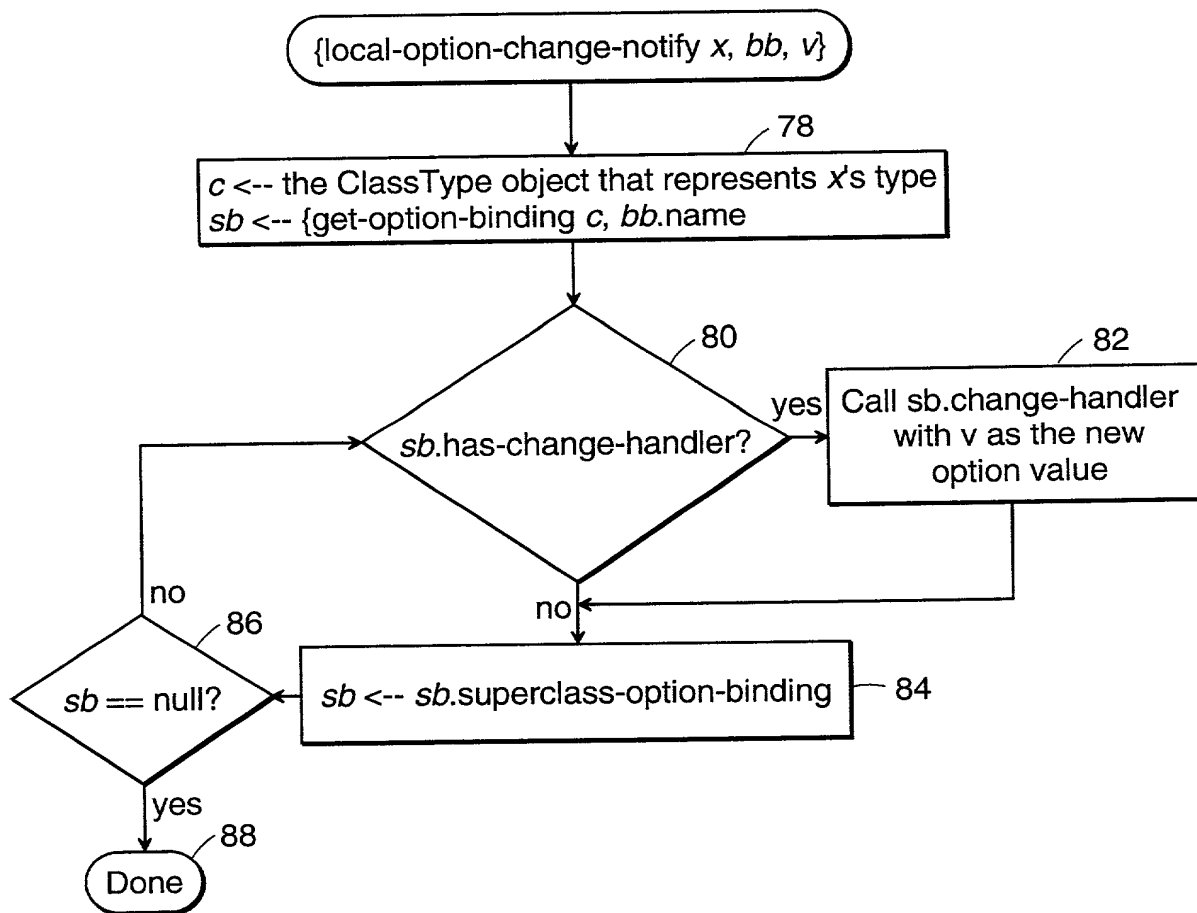 {local-option-change-notify x, bb, v}
78
c <-- the ClassType object that represents x's type
sb <-- {get-option-binding c, bb.name
80
82
sb.has-change-handler?
yes
Call sb.change-handler
with v as the new
option value
no
no
86
sb == null?
sb <-- sb.superclass-option-binding
84
yes
88
Done